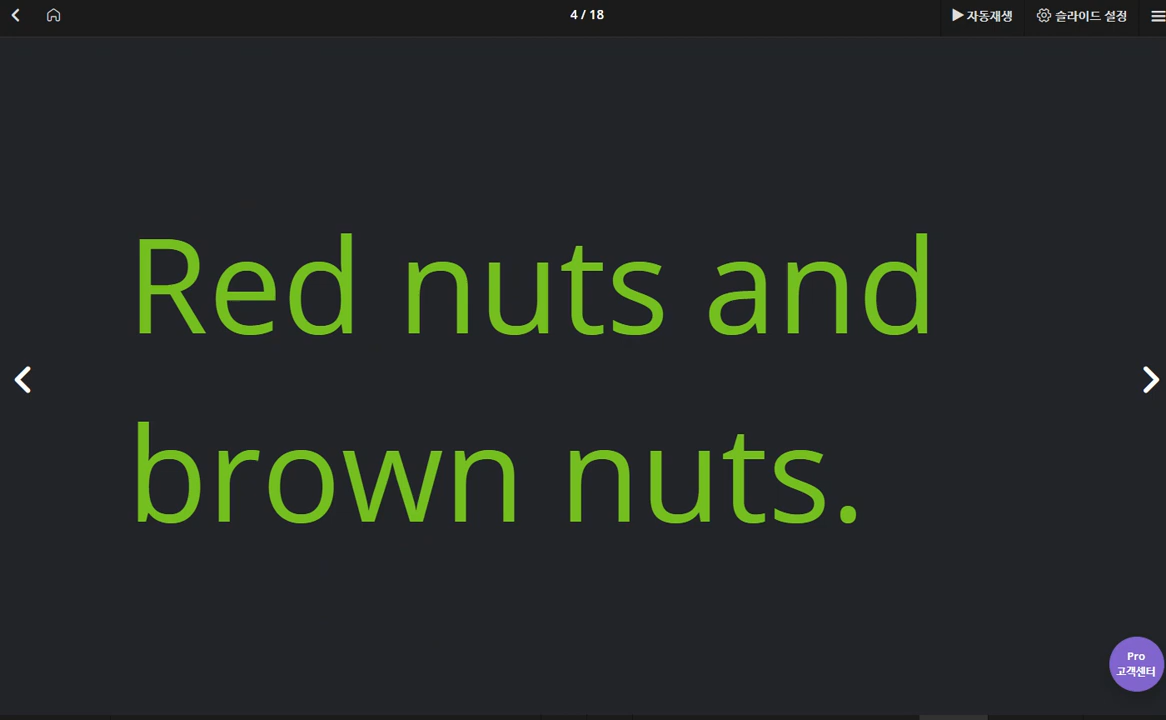 4 / 18
▶ 자동재생
슬라이드 설정
Red nuts and
brown nuts.
Pro
고객센터